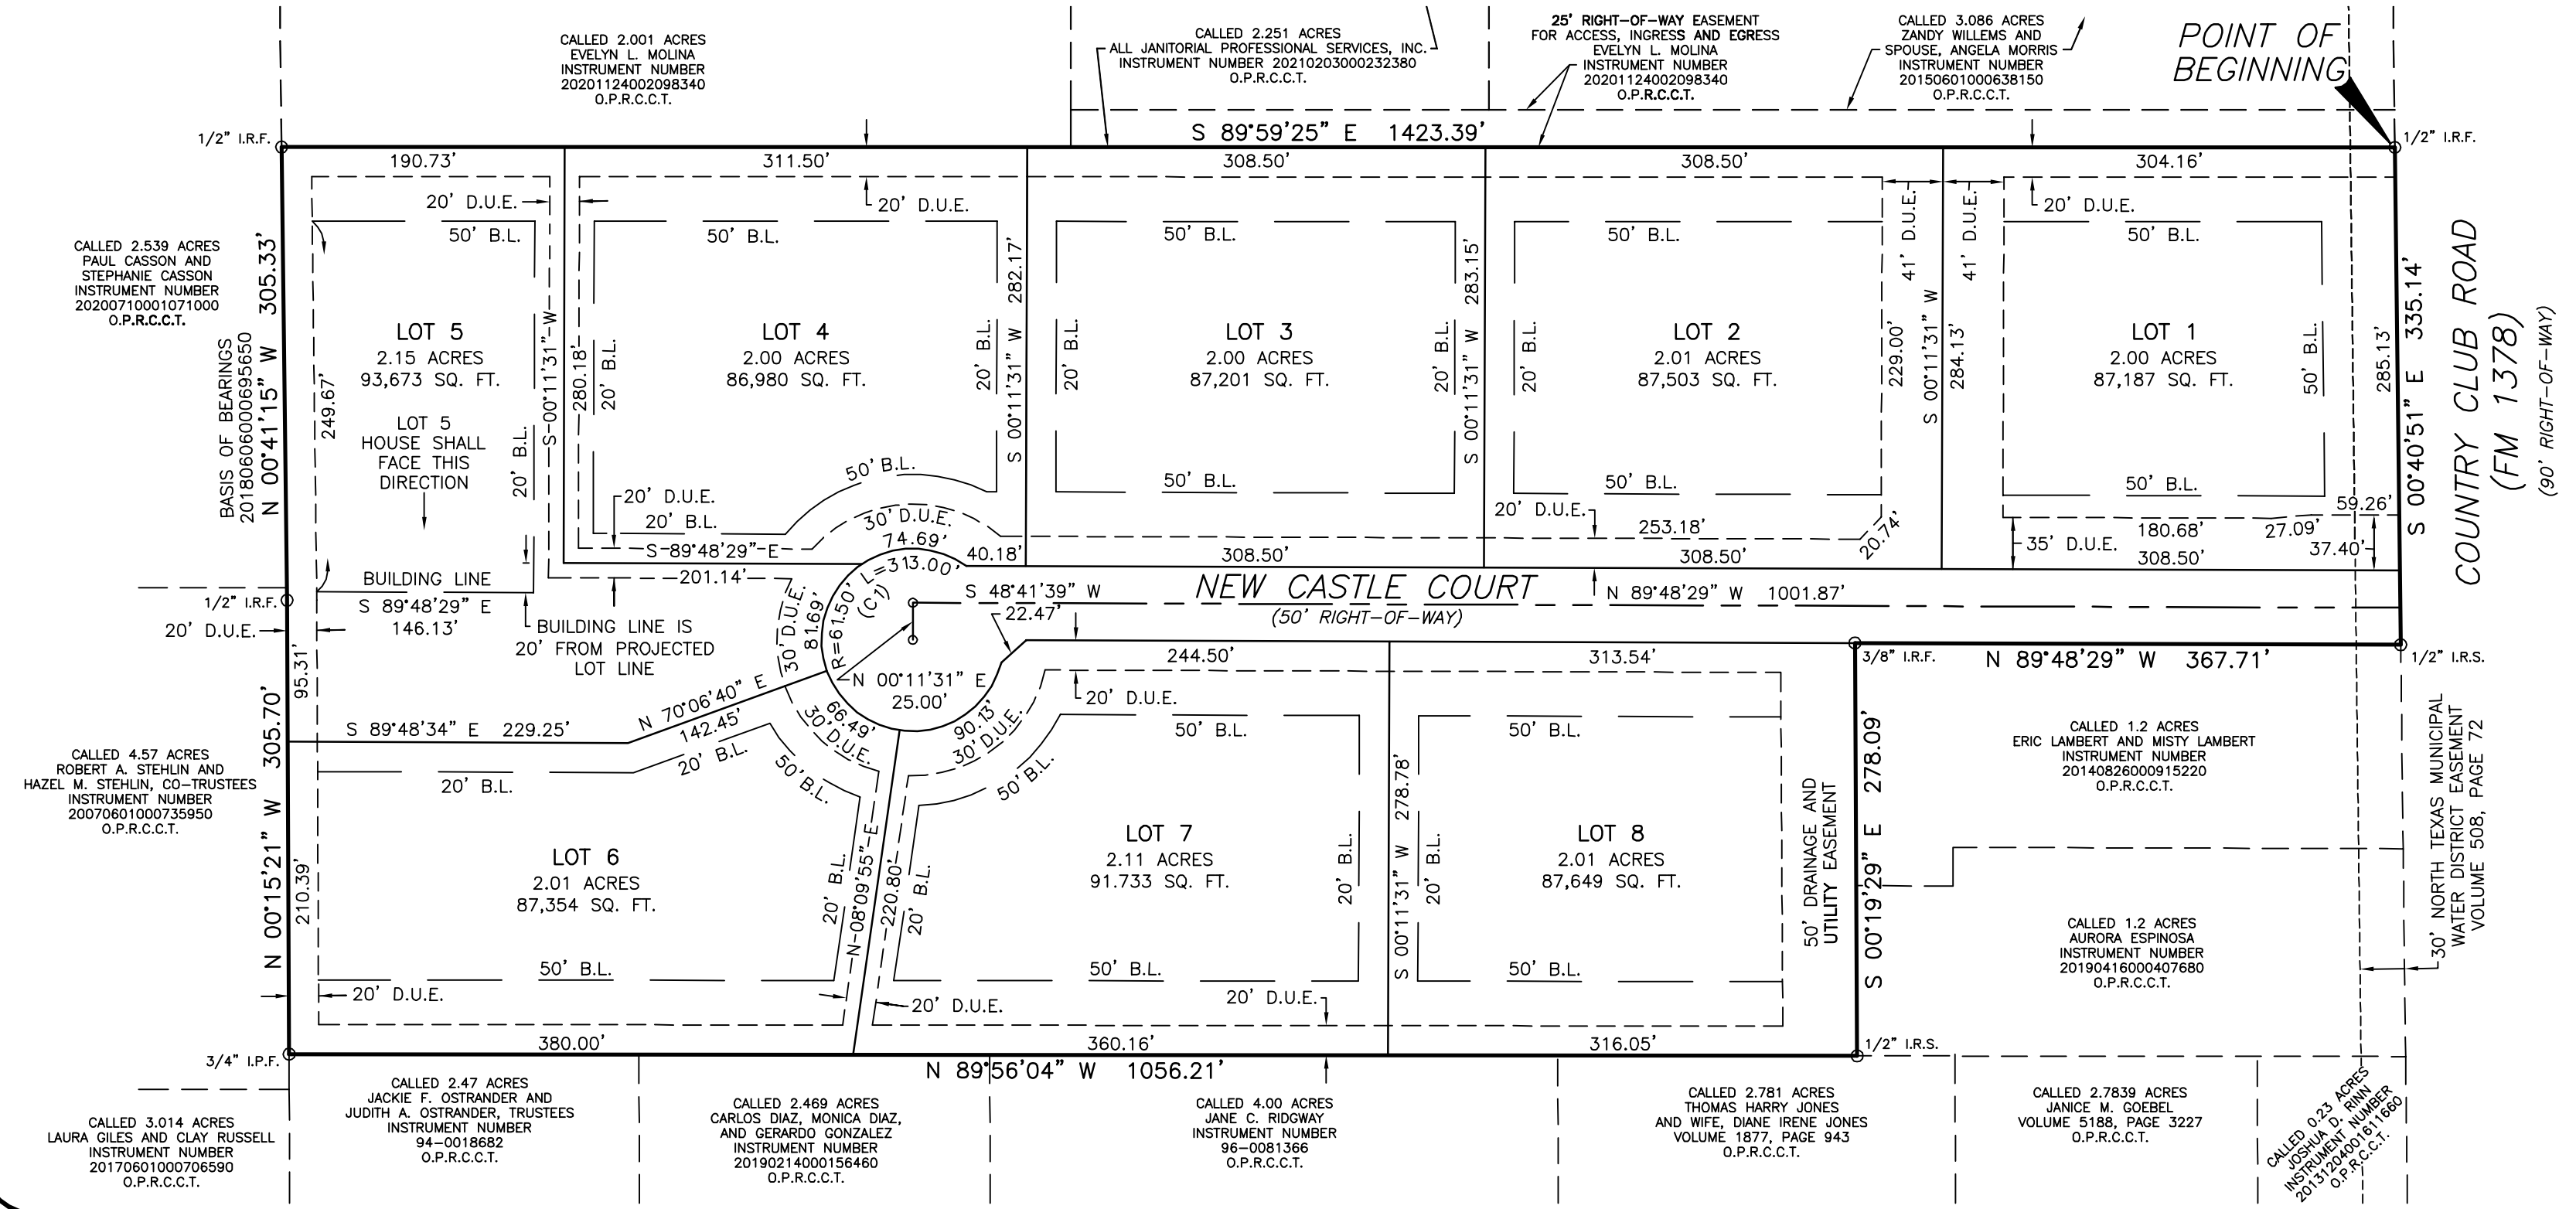 CALLED 2.001 ACRES
EVELYN L. MOLINA
INSTRUMENT NUMBER
20201124002098340
O.P.R.C.C.T.
CALLED 2.251 ACRES
ALL JANITORIAL PROFESSIONAL SERVICES, INC.
INSTRUMENT NUMBER 20210203000232380
O.P.R.C.C.T.
25' RIGHT-OF-WAY EASEMENT
FOR ACCESS, INGRESS AND EGRESS
EVELYN L. MOLINA
INSTRUMENT NUMBER
20201124002098340
O.P.R.C.C.T.
CALLED 3.086 ACRES
ZANDY WILLEMS AND
SPOUSE, ANGELA MORRIS
INSTRUMENT NUMBER
20150601000638150
O.P.R.C.C.T.
POINT OF
BEGINNING
1/2" I.R.F.
S 89°59'25" E 1423.39'
1/2" I.R.F.
190.73'
311.50'
308.50'
308.50'
304.16'
20' D.U.E.
20' D.U.E.
41' D.U.E.
41' D.U.E.
20' D.U.E.
50' B.L.
50' B.L.
50' B.L.
50' B.L.
50' B.L.
CALLED 2.539 ACRES
PAUL CASSON AND
STEPHANIE CASSON
INSTRUMENT NUMBER
20200710001071000
O.P.R.C.C.T.
BASIS OF BEARINGS
20180606000695650
N 00°41'15" W 305.33'
249.67'
LOT 5
2.15 ACRES
93,673 SQ. FT.
LOT 5
HOUSE SHALL
FACE THIS
DIRECTION
20' B.L.
S 00°11'31" W
280.18'
20' B.L.
LOT 4
2.00 ACRES
86,980 SQ. FT.
20' B.L.
S 00°11'31" W 282.17'
20' B.L.
LOT 3
2.00 ACRES
87,201 SQ. FT.
20' B.L.
S 00°11'31" W 283.15'
20' B.L.
LOT 2
2.01 ACRES
87,503 SQ. FT.
229.00'
S 00°11'31" W
284.13'
LOT 1
2.00 ACRES
87,187 SQ. FT.
50' B.L.
285.13'
S 00°40'51" E 335.14'
COUNTRY CLUB ROAD
(FM 1378)
(90' RIGHT-OF-WAY)
50' B.L.
50' B.L.
50' B.L.
50' B.L.
20' D.U.E.
20' B.L.
30' D.U.E.
20' D.U.E.
253.18'
20.74'
59.26'
180.68'
27.09'
35' D.U.E.
37.40'
S 89°48'29" E
74.69'
40.18'
308.50'
308.50'
308.50'
201.14'
L=313.00'
(C1)
R=61.50'
81.69'
30' D.U.E.
BUILDING LINE
S 89°48'29" E
146.13'
1/2" I.R.F.
20' D.U.E.
BUILDING LINE IS
20' FROM PROJECTED
LOT LINE
S 48°41'39" W
22.47'
NEW CASTLE COURT
(50' RIGHT-OF-WAY)
N 89°48'29" W 1001.87'
N 00°11'31" E
25.00'
244.50'
313.54'
3/8" I.R.F.
N 89°48'29" W 367.71'
1/2" I.R.S.
95.31'
N 00°15'21" W 305.70'
S 89°48'34" E 229.25'
N 70°06'40" E
142.45'
20' B.L.
20' B.L.
66.49'
30' D.U.E.
50' B.L.
90.13'
30' D.U.E.
50' B.L.
20' D.U.E.
50' B.L.
50' B.L.
CALLED 4.57 ACRES
ROBERT A. STEHLIN AND
HAZEL M. STEHLIN, CO-TRUSTEES
INSTRUMENT NUMBER
20070601000735950
O.P.R.C.C.T.
210.39'
LOT 6
2.01 ACRES
87,354 SQ. FT.
20' B.L.
N 08°09'55" E
220.80'
20' B.L.
LOT 7
2.11 ACRES
91.733 SQ. FT.
20' B.L.
S 00°11'31" W 278.78'
20' B.L.
LOT 8
2.01 ACRES
87,649 SQ. FT.
50' DRAINAGE AND
UTILITY EASEMENT
S 00°19'29" E 278.09'
CALLED 1.2 ACRES
ERIC LAMBERT AND MISTY LAMBERT
INSTRUMENT NUMBER
20140826000915220
O.P.R.C.C.T.
CALLED 1.2 ACRES
AURORA ESPINOSA
INSTRUMENT NUMBER
20190416000407680
O.P.R.C.C.T.
30' NORTH TEXAS MUNICIPAL
WATER DISTRICT EASEMENT
VOLUME 508, PAGE 72
50' B.L.
50' B.L.
50' B.L.
20' D.U.E.
20' D.U.E.
20' D.U.E.
3/4" I.P.F.
380.00'
360.16'
316.05'
1/2" I.R.S.
N 89°56'04" W 1056.21'
CALLED 3.014 ACRES
LAURA GILES AND CLAY RUSSELL
INSTRUMENT NUMBER
20170601000706590
O.P.R.C.C.T.
CALLED 2.47 ACRES
JACKIE F. OSTRANDER AND
JUDITH A. OSTRANDER, TRUSTEES
INSTRUMENT NUMBER
94-0018682
O.P.R.C.C.T.
CALLED 2.469 ACRES
CARLOS DIAZ, MONICA DIAZ,
AND GERARDO GONZALEZ
INSTRUMENT NUMBER
20190214000156460
O.P.R.C.C.T.
CALLED 4.00 ACRES
JANE C. RIDGWAY
INSTRUMENT NUMBER
96-0081366
O.P.R.C.C.T.
CALLED 2.781 ACRES
THOMAS HARRY JONES
AND WIFE, DIANE IRENE JONES
VOLUME 1877, PAGE 943
O.P.R.C.C.T.
CALLED 2.7839 ACRES
JANICE M. GOEBEL
VOLUME 5188, PAGE 3227
O.P.R.C.C.T.
CALLED 0.23 ACRES
JOSHUA D. RINN
INSTRUMENT NUMBER
20131204001611660
O.P.R.C.C.T.